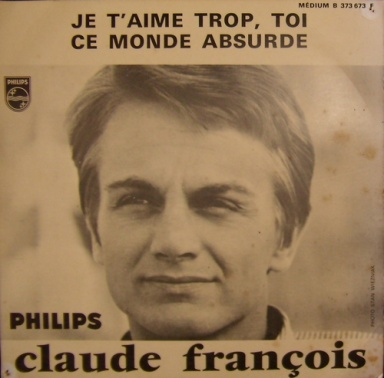 MÉDIUM B 373 673
JE T'AIME TROP, TOI
CE MONDE ABSURDE
PHILIPS
PHILIPS
claude françois